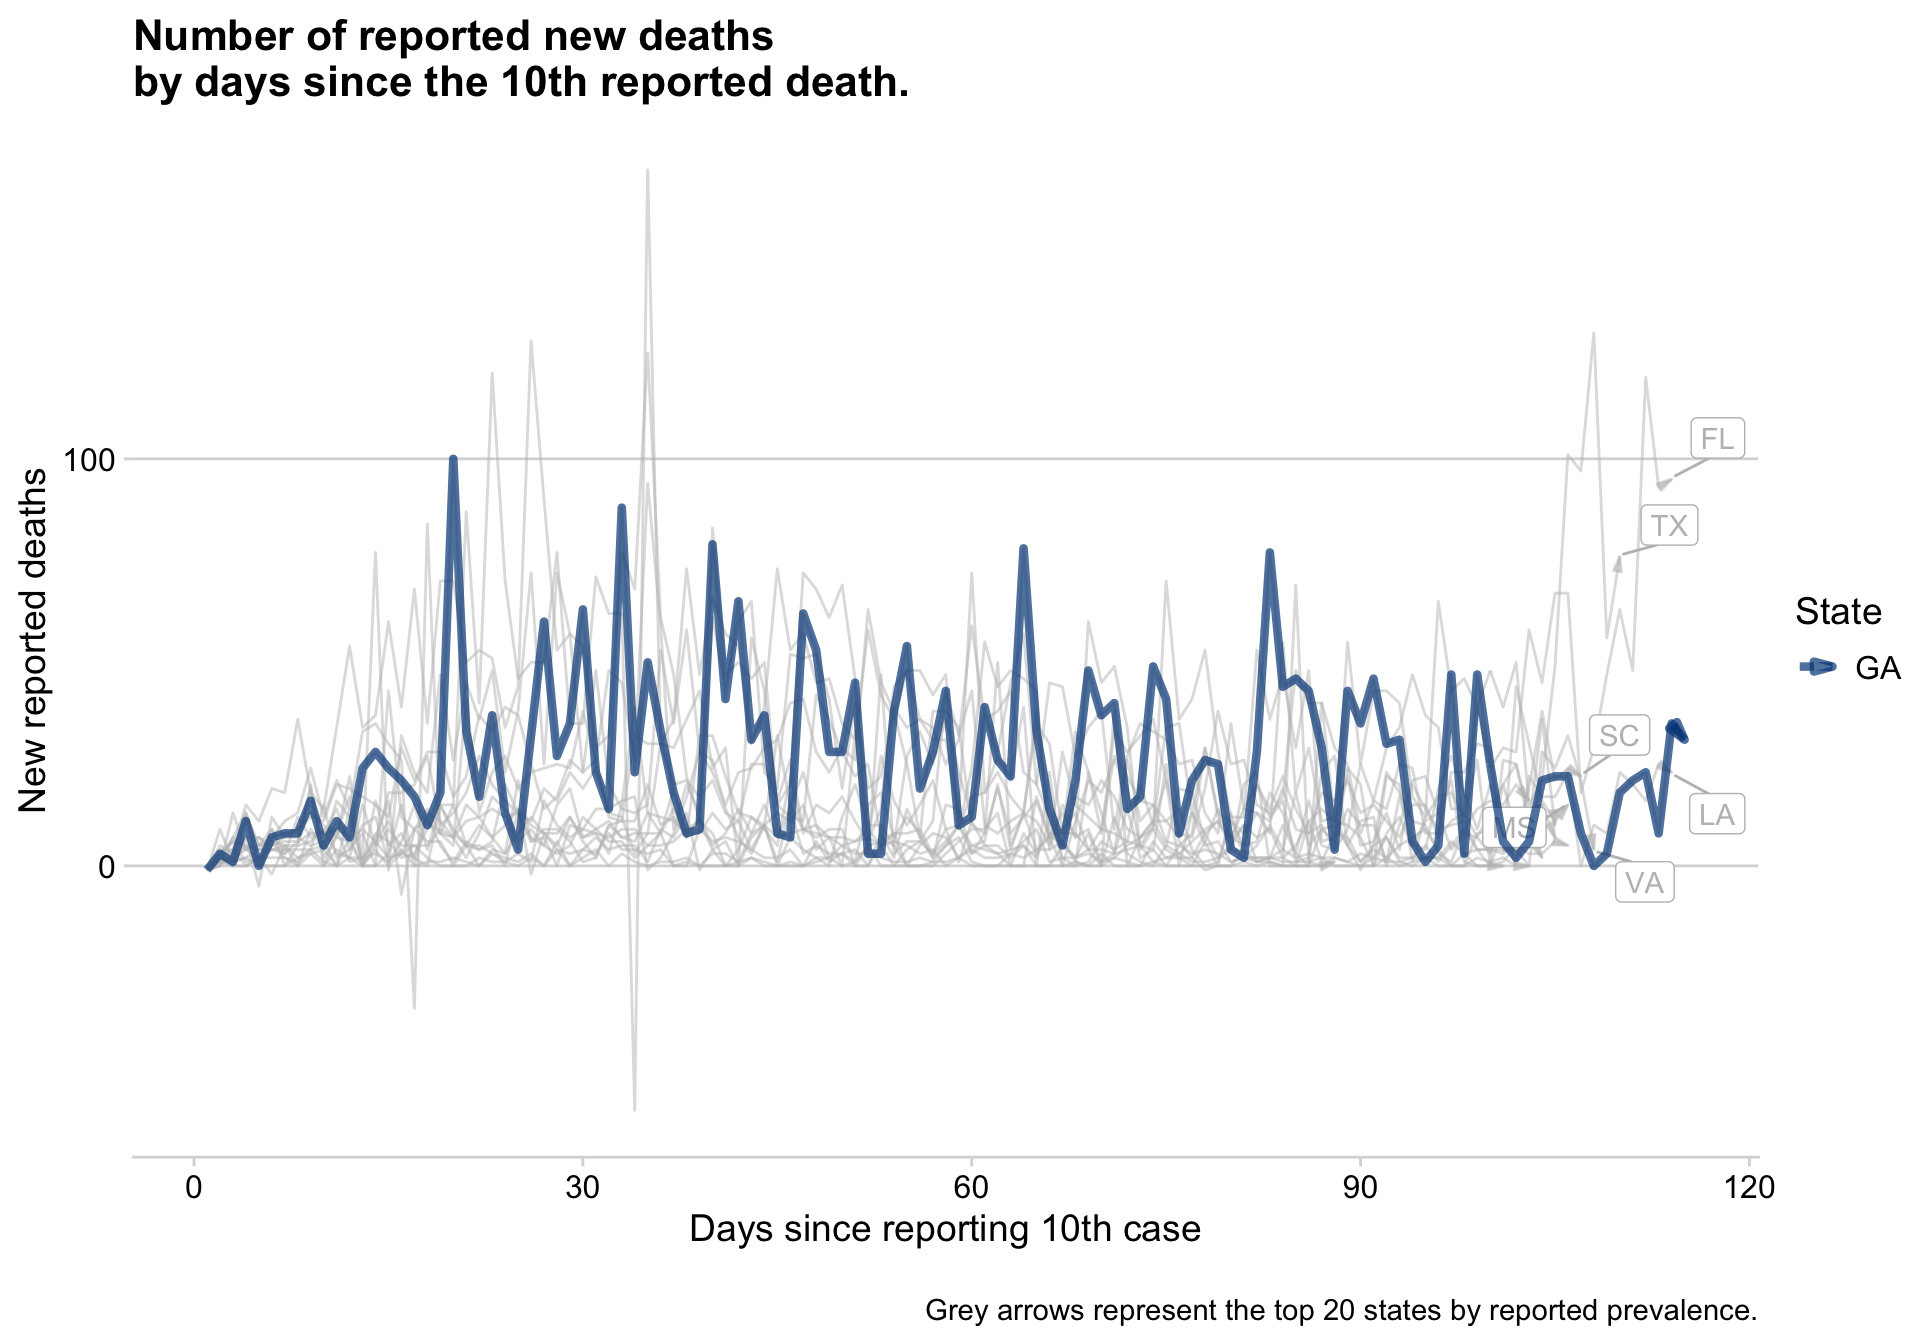 Number of reported new deaths
by days since the 10th reported death.
New reported deaths
100
0
FL
TX
SC
LA
MS
VA
State
GA
0
30
60
90
120
Days since reporting 10th case
Grey arrows represent the top 20 states by reported prevalence.